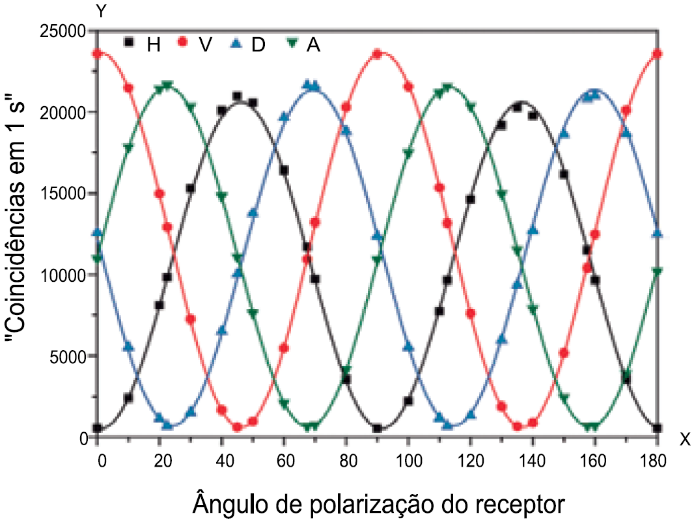 Y
25000
H V D A
20000
15000
10000
5000
0
"Coincidências em 1 s"
0 20 40 60 80 100 120 140 160 180
X
Ângulo de polarização do receptor